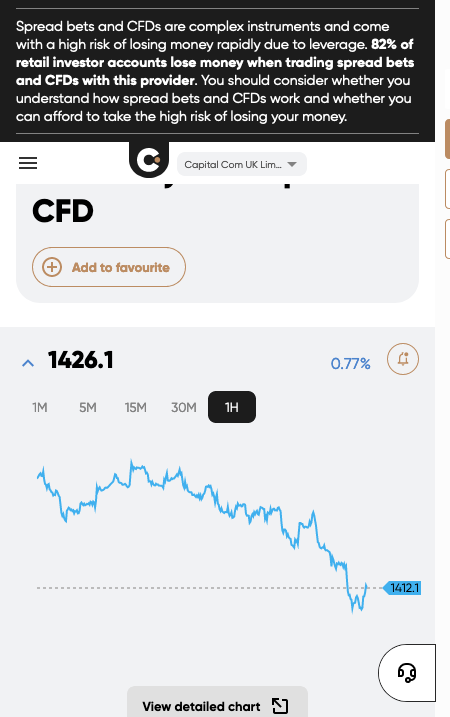 Spread bets and CFDs are complex instruments and come
with a high risk of losing money rapidly due to leverage. 82% of
retail investor accounts lose money when trading spread bets
and CFDs with this provider. You should consider whether you
understand how spread bets and CFDs work and whether you
can afford to take the high risk of losing your money.
Capital Com UK Lim...
CFD
Add to favourite
1426.1
0.77%
1M 5M 15M 30M 1H
1412.1
View detailed chart